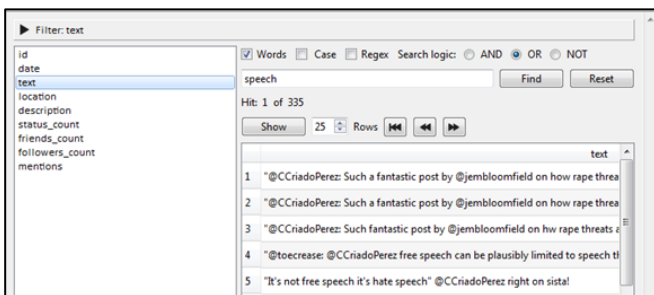 Filter: text
id
date
text
location
description
status_count
friends_count
followers_count
mentions
Words Case Regex Search logic: AND OR NOT
speech Find Reset
Hit: 1 of 335
Show 25 Rows
text
1 "@CCriadoPerez: Such a fantastic post by @jembloomfield on how rape threa
2 "@CCriadoPerez: Such a fantastic post by @jembloomfield on how rape threa
3 "@CCriadoPerez: Such fantastic post by @jembloomfield on hw rape threats a
4 "@toecrease: @CCriadoPerez free speech can be plausibly limited to speech th
5 "It's not free speech it's hate speech" @CCriadoPerez right on sista!